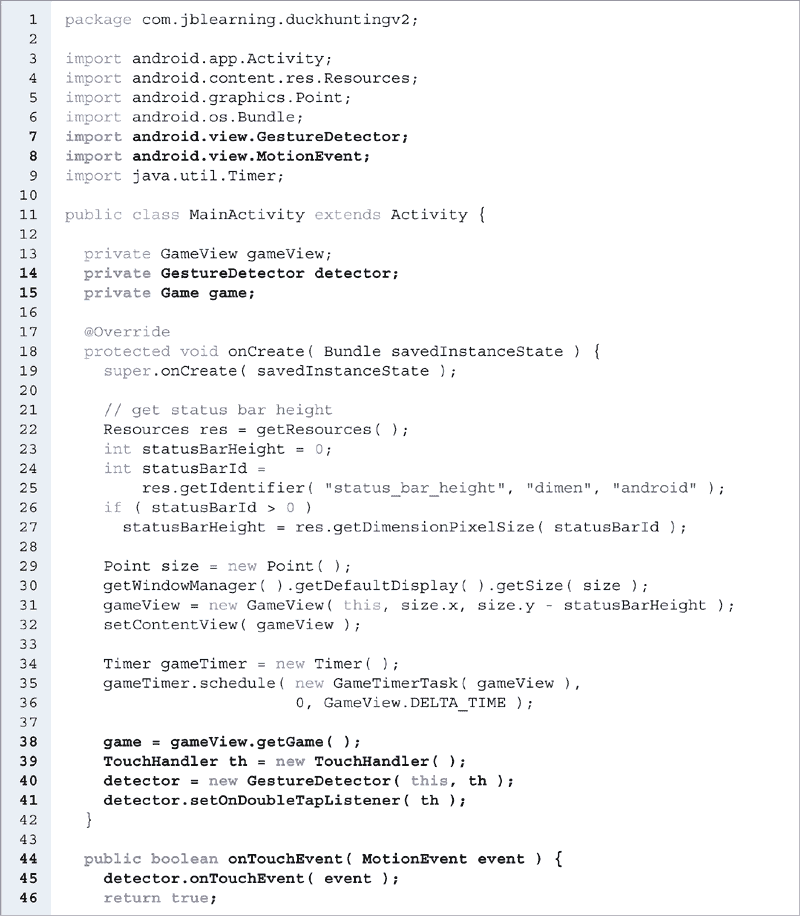 1 package com.jblearning.duckhuntingv2;
2
3 import android.app.Activity;
4 import android.content.res.Resources;
5 import android.graphics.Point;
6 import android.os.Bundle;
7 import android.view.GestureDetector;
8 import android.view.MotionEvent;
9 import java.util.Timer;
10
11 public class MainActivity extends Activity {
12
13   private GameView gameView;
14   private GestureDetector detector;
15   private Game game;
16
17   @Override
18   protected void onCreate( Bundle savedInstanceState ) {
19     super.onCreate( savedInstanceState );
20
21     // get status bar height
22     Resources res = getResources( );
23     int statusBarHeight = 0;
24     int statusBarId =
25         res.getIdentifier( "status_bar_height", "dimen", "android" );
26     if ( statusBarId > 0 )
27       statusBarHeight = res.getDimensionPixelSize( statusBarId );
28
29     Point size = new Point( );
30     getWindowManager( ).getDefaultDisplay( ).getSize( size );
31     gameView = new GameView( this, size.x, size.y - statusBarHeight );
32     setContentView( gameView );
33
34     Timer gameTimer = new Timer( );
35     gameTimer.schedule( new GameTimerTask( gameView ),
36                         0, GameView.DELTA_TIME );
37
38     game = gameView.getGame( );
39     TouchHandler th = new TouchHandler( );
40     detector = new GestureDetector( this, th );
41     detector.setOnDoubleTapListener( th );
42   }
43
44   public boolean onTouchEvent( MotionEvent event ) {
45     detector.onTouchEvent( event );
46     return true;